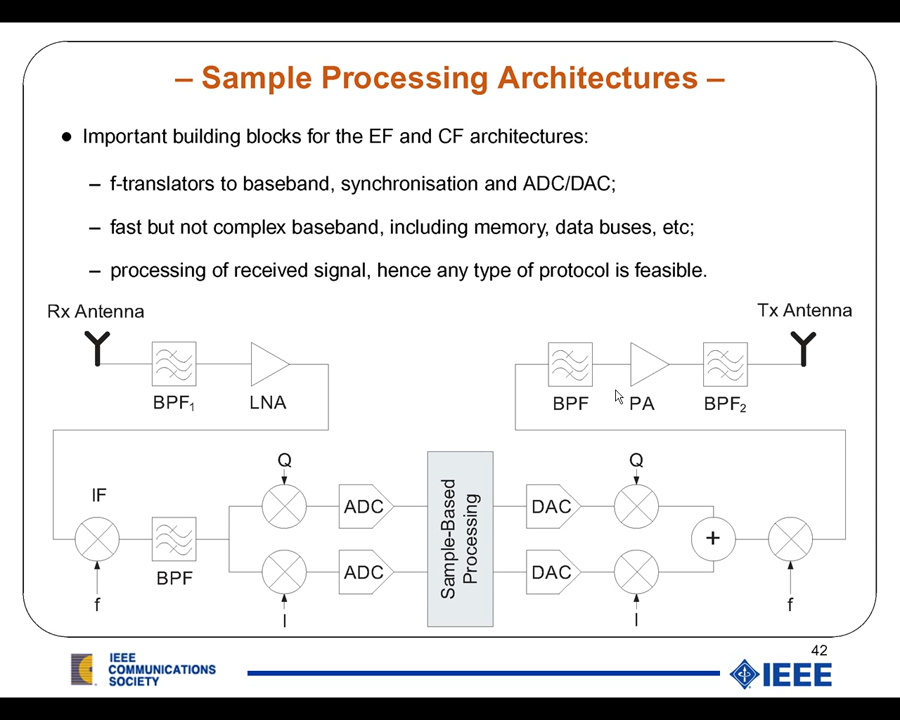 – Sample Processing Architectures –
● Important building blocks for the EF and CF architectures:
– f-translators to baseband, synchronisation and ADC/DAC;
– fast but not complex baseband, including memory, data buses, etc;
– processing of received signal, hence any type of protocol is feasible.
Rx Antenna
Tx Antenna
BPF₁
LNA
BPF
PA
BPF₂
IF
Q
Q
ADC
DAC
Sample-Based
Processing
+
BPF
ADC
DAC
f
I
I
f
42
IEEE
COMMUNICATIONS
SOCIETY
IEEE